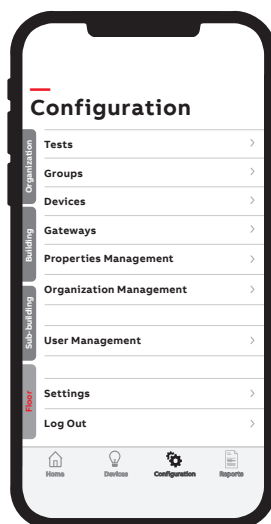 Configuration
Organization
Building
Sub-building
Floor
Tests
Groups
Devices
Gateways
Properties Management
Organization Management
User Management
Settings
Log Out
Home
Devices
Configuration
Reports